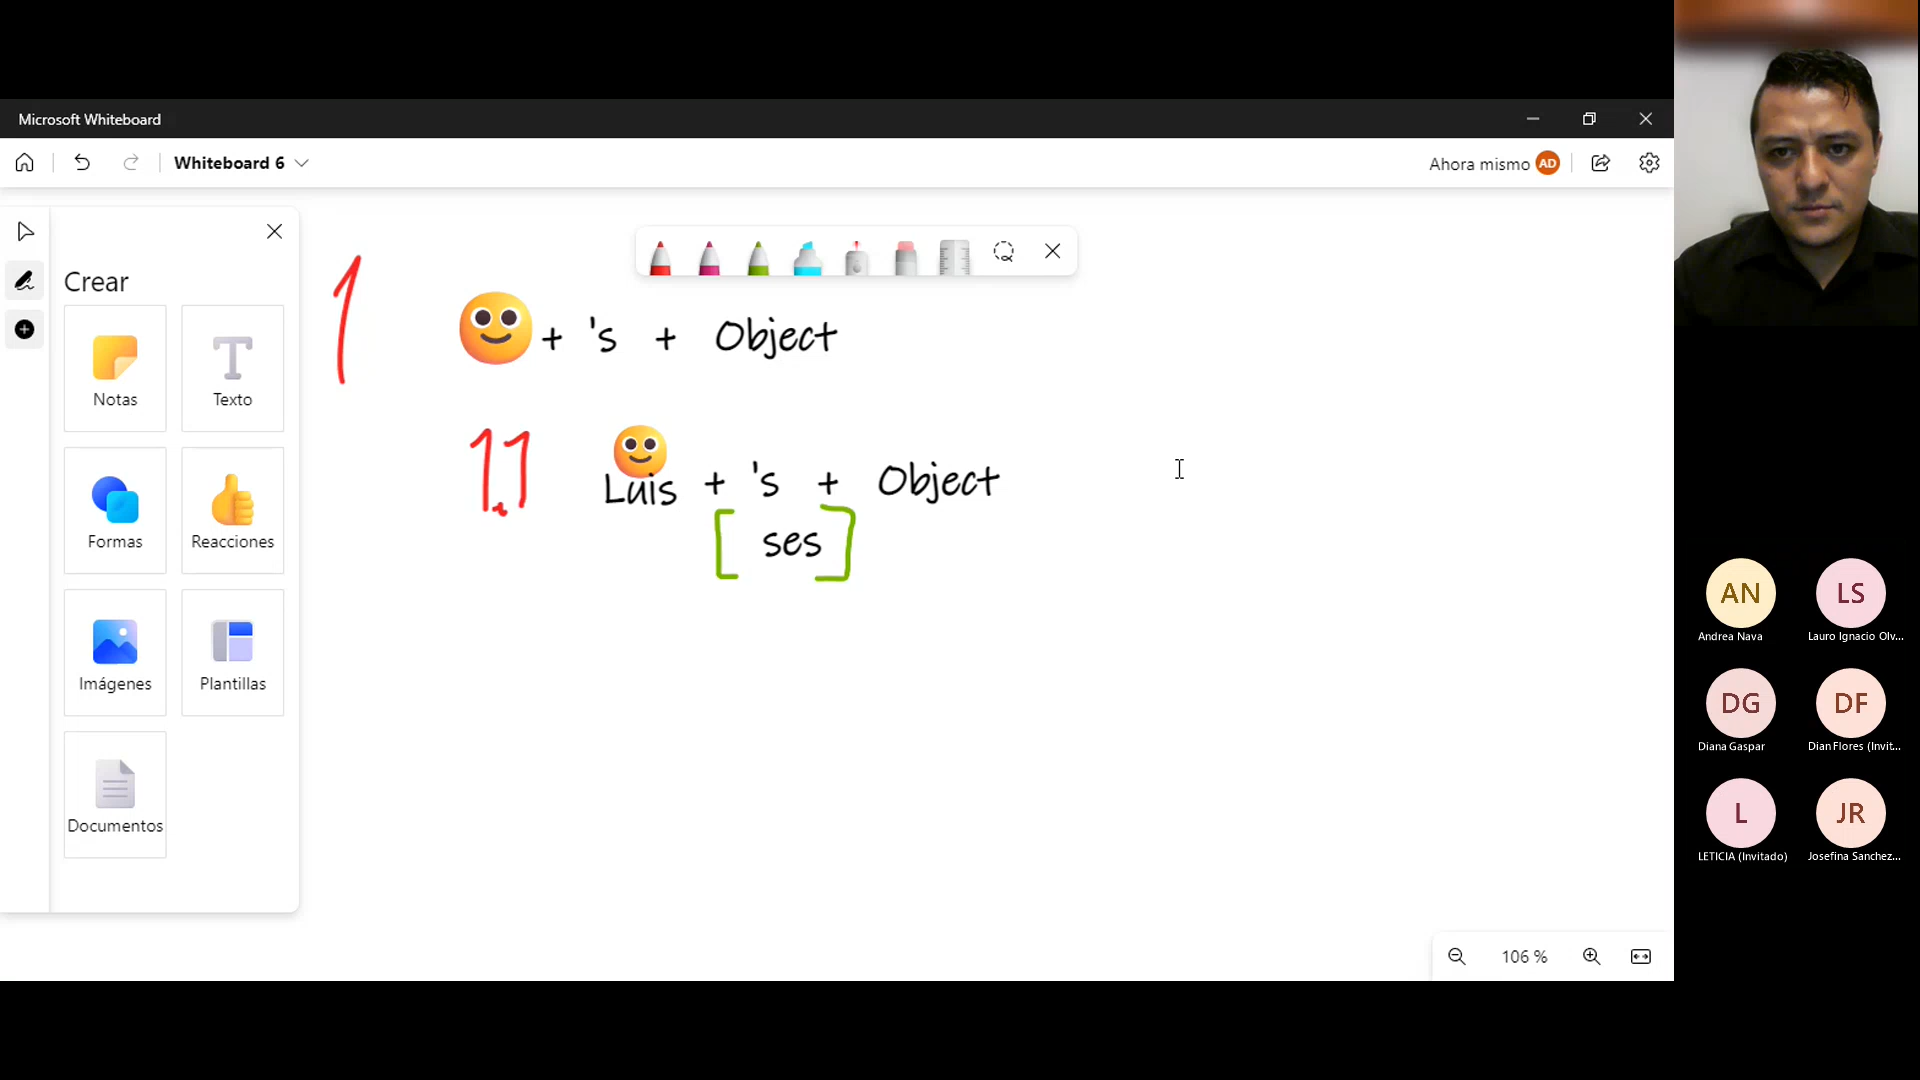 Microsoft Whiteboard
Whiteboard 6
Ahora mismo AD
Crear
Notas
Texto
Formas
Reacciones
Imágenes
Plantillas
Documentos
1
+ 's + Object
1.1
Luis + 's + Object
[ ses ]
106 %
AN
Andrea Nava
LS
Lauro Ignacio Olv...
DG
Diana Gaspar
DF
Dian Flores (Invit...
L
LETICIA (Invitado)
JR
Josefina Sanchez...